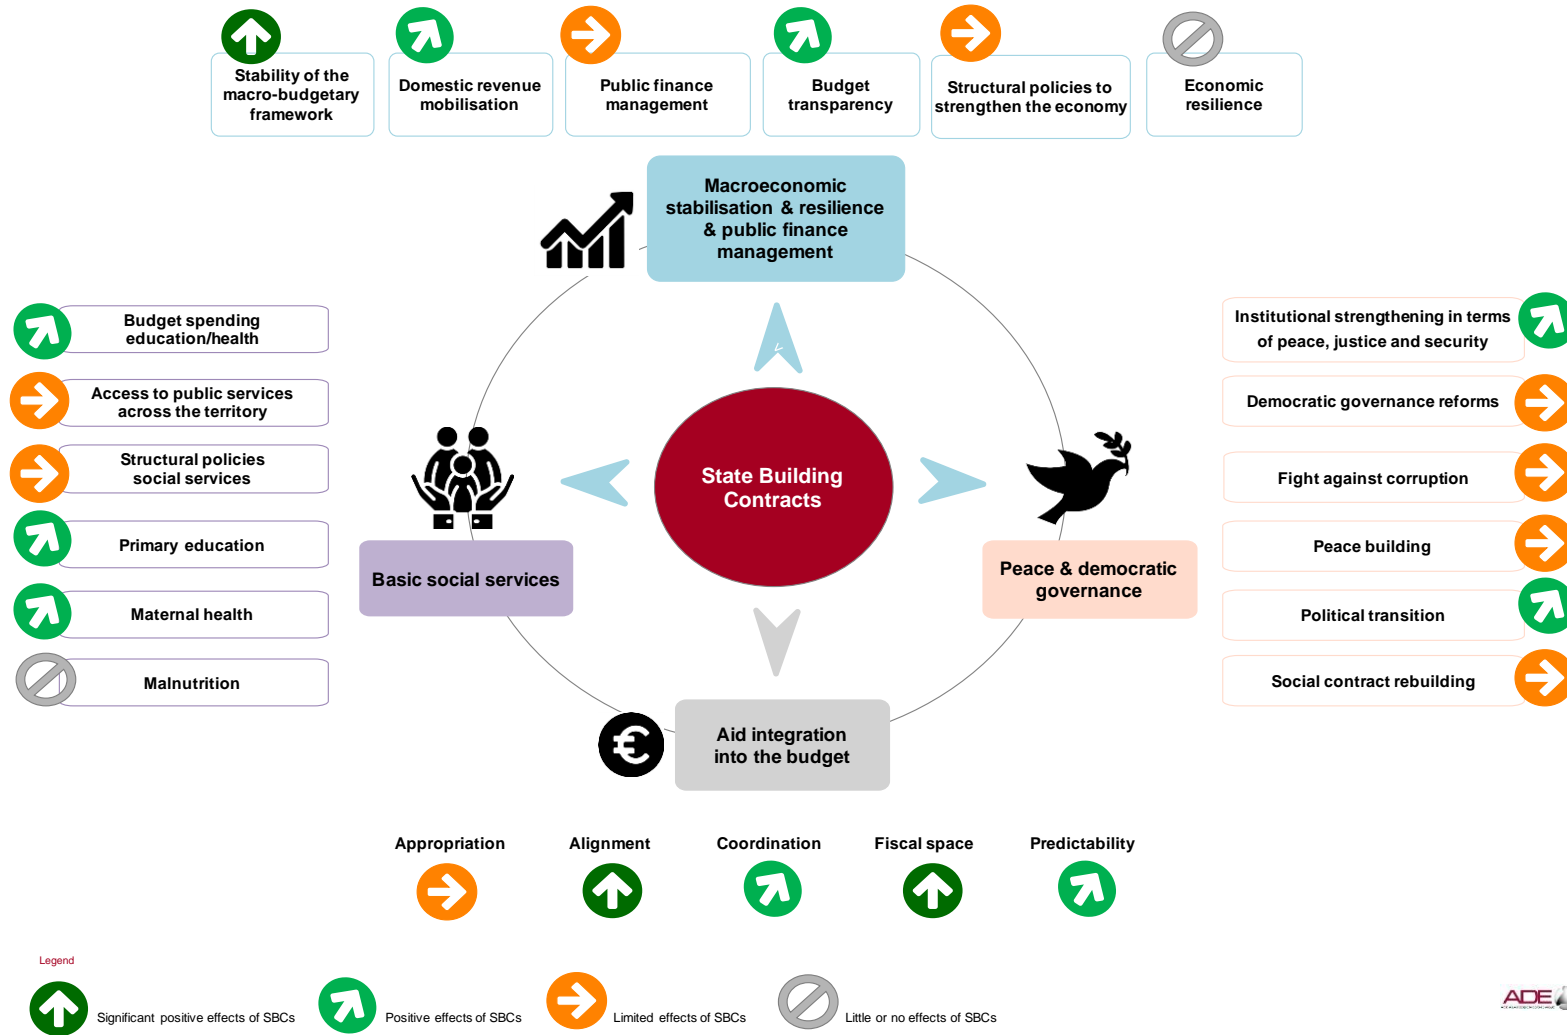 Stability of the
macro-budgetary
framework
Domestic revenue
mobilisation
Public finance
management
Budget
transparency
Structural policies to
strengthen the economy
Economic
resilience
Macroeconomic
stabilisation & resilience
& public finance
management
Budget spending
education/health
Access to public services
across the territory
Structural policies
social services
Primary education
Maternal health
Malnutrition
Basic social services
State Building
Contracts
Peace & democratic
governance
Institutional strengthening in terms
of peace, justice and security
Democratic governance reforms
Fight against corruption
Peace building
Political transition
Social contract rebuilding
€
Aid integration
into the budget
Appropriation
Alignment
Coordination
Fiscal space
Predictability
Legend
Significant positive effects of SBCs
Positive effects of SBCs
Limited effects of SBCs
Little or no effects of SBCs
ADE